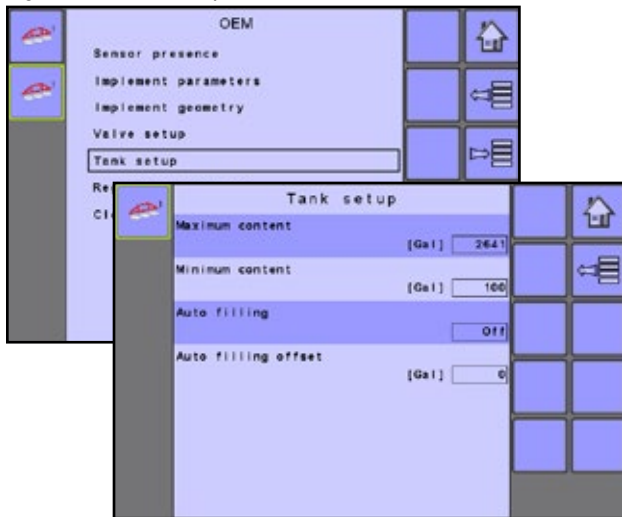 OEM
Sensor presence
Implement parameters
Implement geometry
Valve setup
Tank setup
Re
Cl
Tank setup
Maximum content
[Gal] 2641
Minimum content
[Gal] 100
Auto filling
Off
Auto filling offset
[Gal] 0